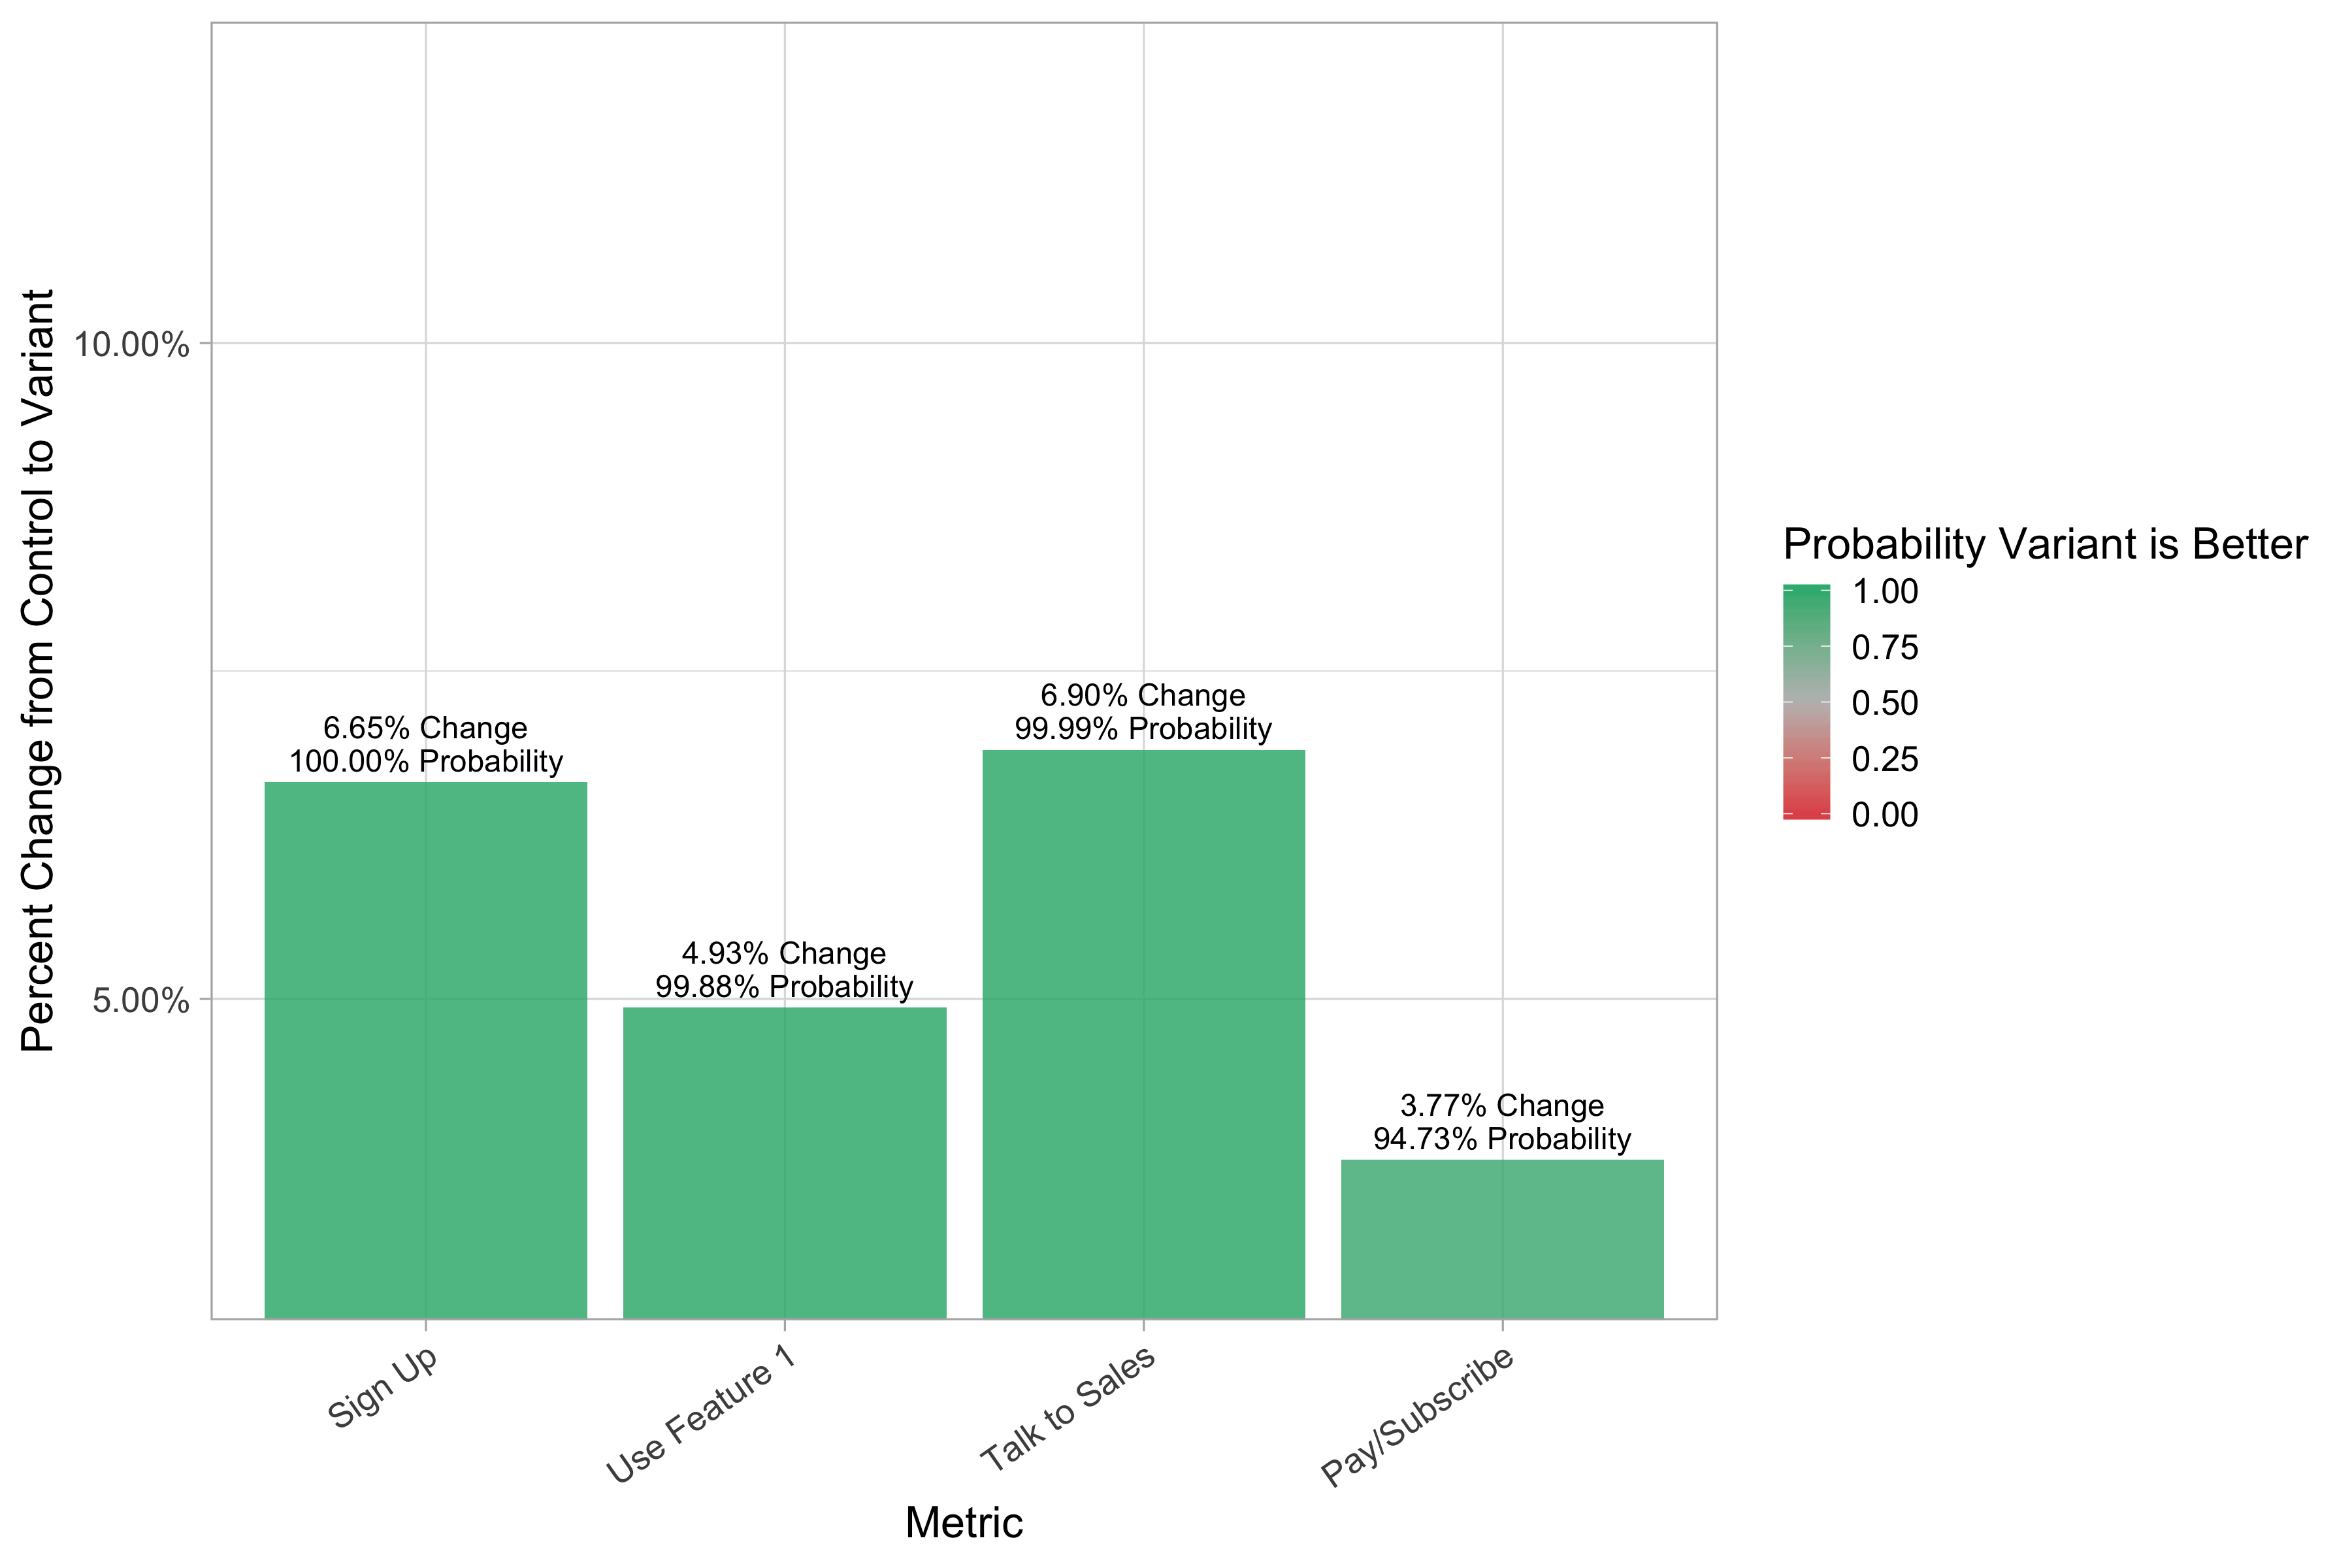 Percent Change from Control to Variant
10.00%
5.00%
6.65% Change
100.00% Probability
4.93% Change
99.88% Probability
6.90% Change
99.99% Probability
3.77% Change
94.73% Probability
Sign Up
Use Feature 1
Talk to Sales
Pay/Subscribe
Metric
Probability Variant is Better
1.00
0.75
0.50
0.25
0.00